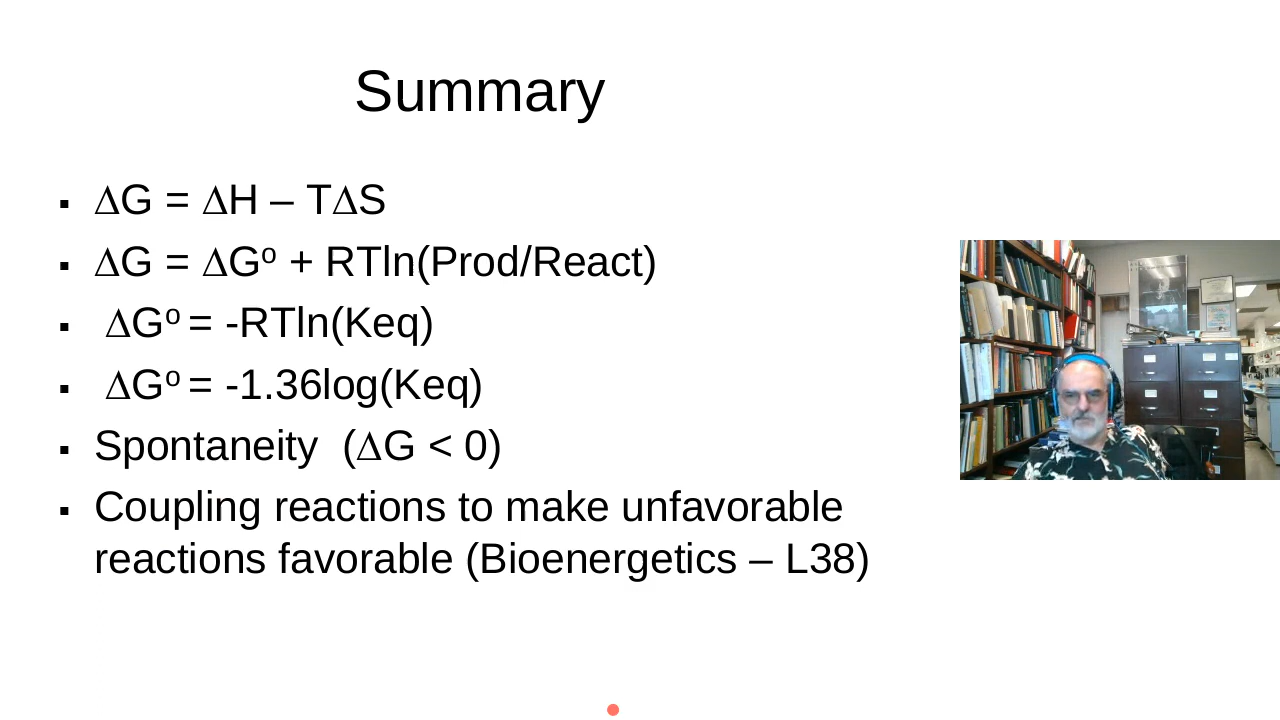 Summary
▪ ΔG = ΔH – TΔS
▪ ΔG = ΔGº + RTln(Prod/React)
▪ ΔGº = -RTln(Keq)
▪ ΔGº = -1.36log(Keq)
▪ Spontaneity (ΔG < 0)
▪ Coupling reactions to make unfavorable
reactions favorable (Bioenergetics – L38)